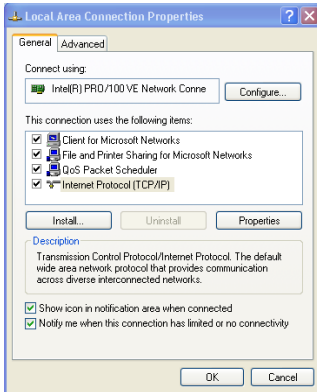 Local Area Connection Properties
General Advanced
Connect using:
Intel(R) PRO/100 VE Network Conne
Configure...
This connection uses the following items:
Client for Microsoft Networks
File and Printer Sharing for Microsoft Networks
QoS Packet Scheduler
Internet Protocol (TCP/IP)
Install... Uninstall Properties
Description
Transmission Control Protocol/Internet Protocol. The default
wide area network protocol that provides communication
across diverse interconnected networks.
Show icon in notification area when connected
Notify me when this connection has limited or no connectivity
OK Cancel